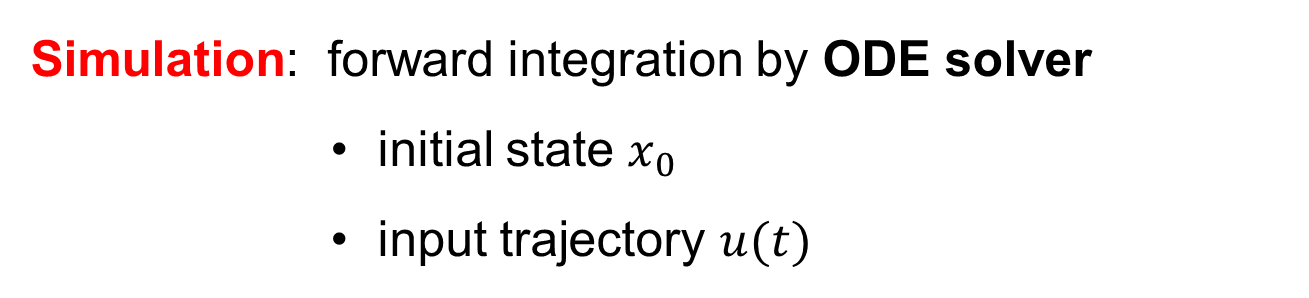 Simulation: forward integration by ODE solver
• initial state x₀
• input trajectory u(t)